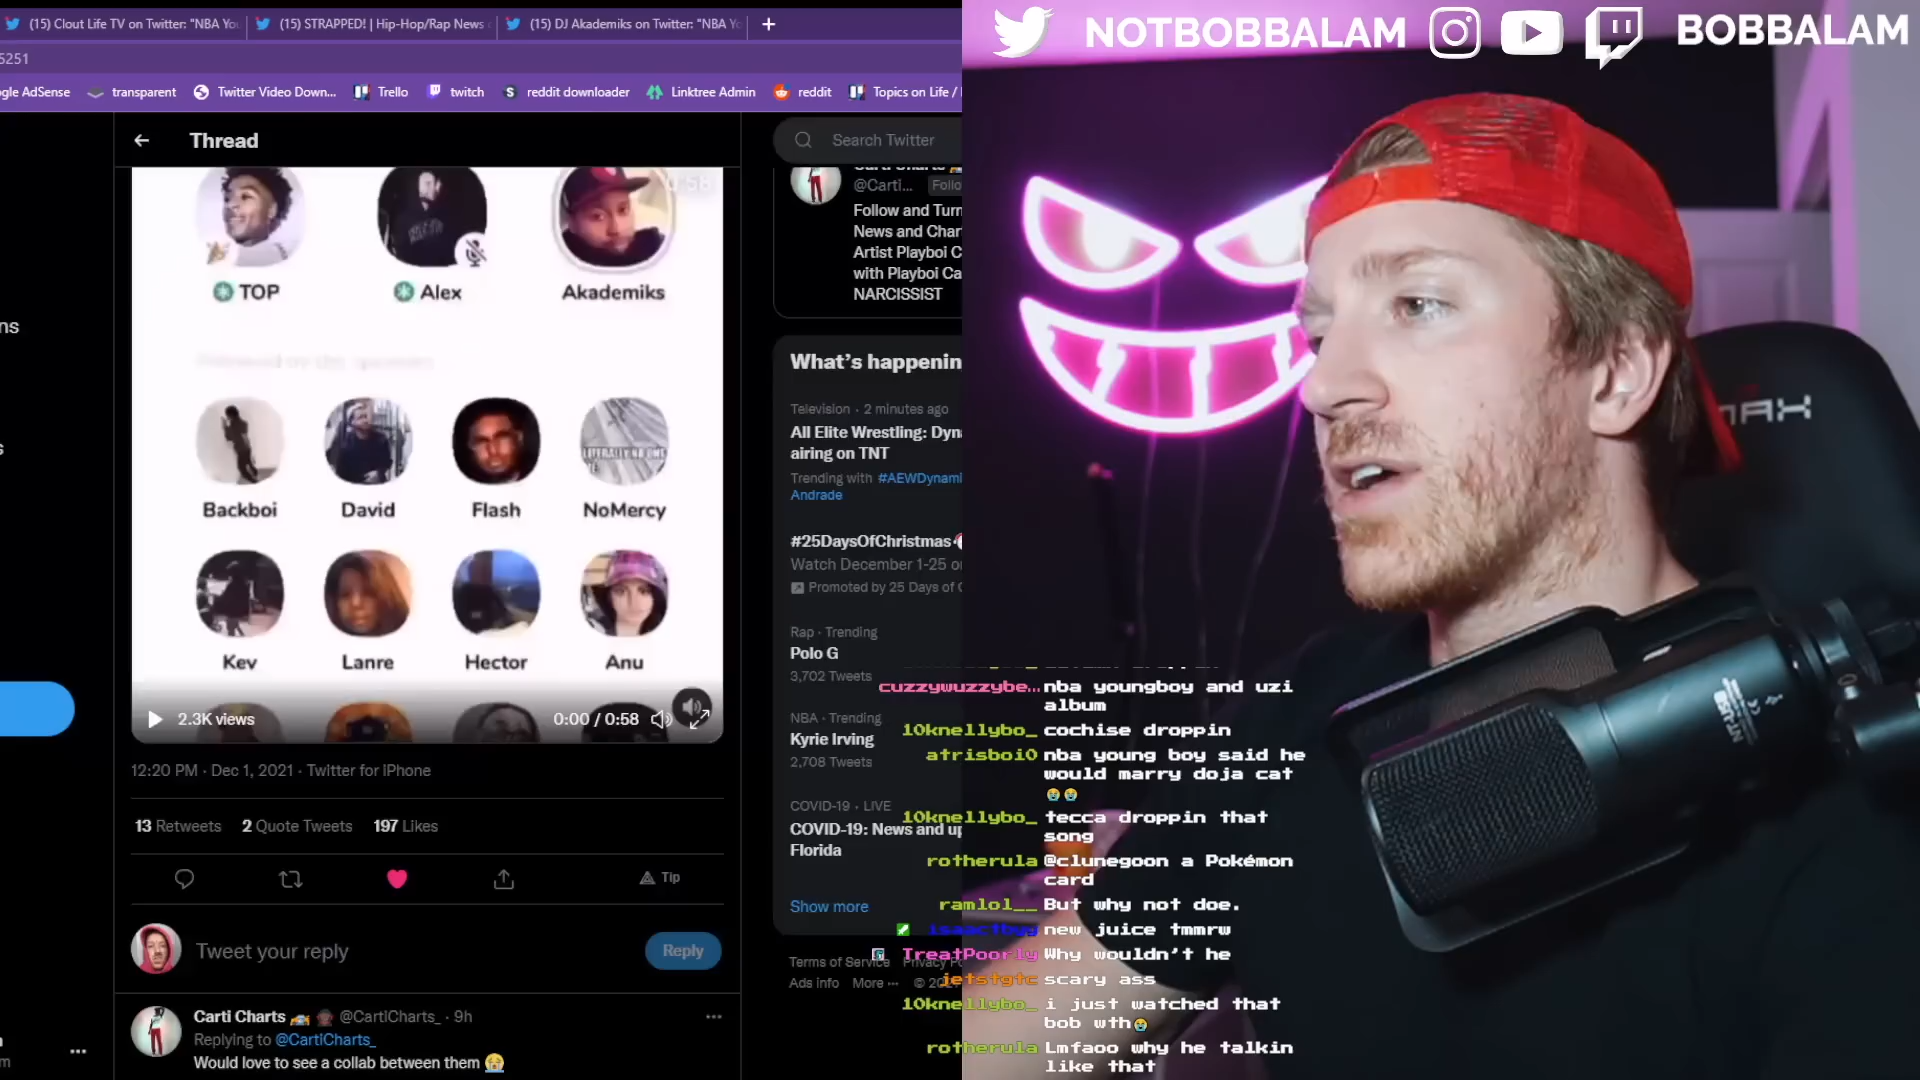 (15) Clout Life TV on Twitter: "NBA You
(15) STRAPPED! | Hip-Hop/Rap News
(15) DJ Akademiks on Twitter: "NBA Yo
NOTBOBBALAM
BOBBALAM
5251
gle AdSense
transparent
Twitter Video Down...
Trello
twitch
reddit downloader
Linktree Admin
reddit
Topics on Life /
Thread
Search Twitter
@Carti...
Follo
Follow and Turn
News and Char
Artist Playboi C
with Playboi Ca
NARCISSIST
TOP
Alex
Akademiks
ns
What's happenin
Television · 2 minutes ago
All Elite Wrestling: Dyna
airing on TNT
Trending with #AEWDynami
Andrade
Backboi
David
Flash
NoMercy
#25DaysOfChristmas
Watch December 1-25 o
Promoted by 25 Days of C
Rap · Trending
Polo G
3,702 Tweets
Kev
Lanre
Hector
Anu
NBA · Trending
Kyrie Irving
2,708 Tweets
2.3K views
0:00 / 0:58
12:20 PM · Dec 1, 2021 · Twitter for iPhone
COVID-19 · LIVE
COVID-19: News and up
Florida
13 Retweets
2 Quote Tweets
197 Likes
Tip
Show more
Tweet your reply
Reply
Terms of Service
Privacy Po
Ads info
More ···
Carti Charts @CartiCharts_ · 9h
Replying to @CartiCharts_
Would love to see a collab between them 😭
cuzzywuzzybe... nba youngboy and uzi
album
10knellybo_ cochise droppin
atrisboi0 nba young boy said he
would marry doja cat
😭😭
10knellybo_ tecca droppin that
song
rotherula @clunegoon a Pokémon
card
ramlol__ But why not doe.
isaactbyg new juice tmmrw
TreatPoorly Why wouldn't he
jetstgtc scary ass
10knellybo_ i just watched that
bob wth😭
rotherula Lmfaoo why he talkin
like that